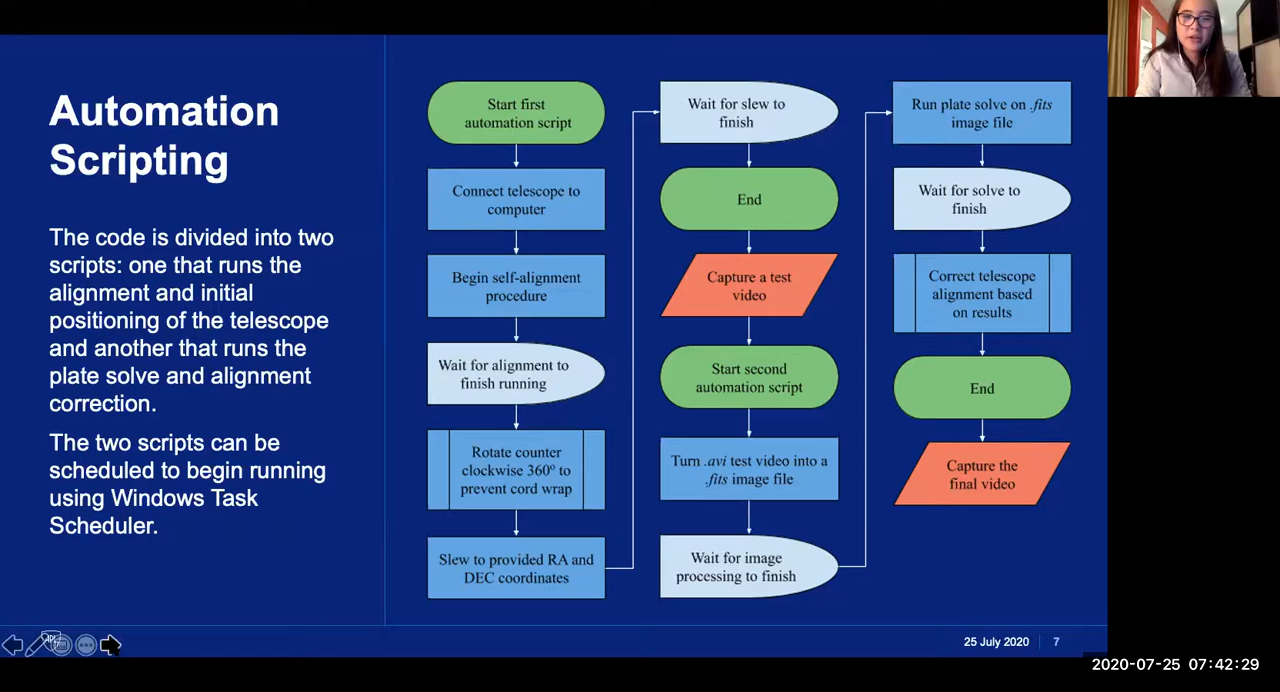 Automation
Scripting
The code is divided into two
scripts: one that runs the
alignment and initial
positioning of the telescope
and another that runs the
plate solve and alignment
correction.
The two scripts can be
scheduled to begin running
using Windows Task
Scheduler.
Start first
automation script
Connect telescope to
computer
Begin self-alignment
procedure
Wait for alignment to
finish running
Rotate counter
clockwise 360° to
prevent cord wrap
Slew to provided RA and
DEC coordinates
Wait for slew to
finish
End
Capture a test
video
Start second
automation script
Turn .avi test video into a
.fits image file
Wait for image
processing to finish
Run plate solve on .fits
image file
Wait for solve to
finish
Correct telescope
alignment based
on results
End
Capture the
final video
25 July 2020
7
2020-07-25 07:42:29